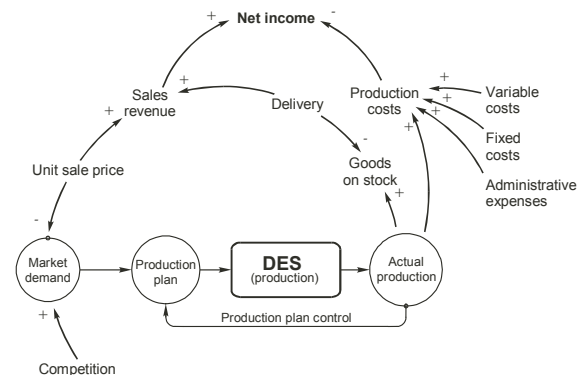 + Net income -
+ Sales revenue
+
Delivery
Production costs
+ + + +
Variable costs
Fixed costs
Administrative expenses
+
Unit sale price
-
Goods on stock
+
-
Market demand
Production plan
DES
(production)
Actual production
Production plan control
+
Competition